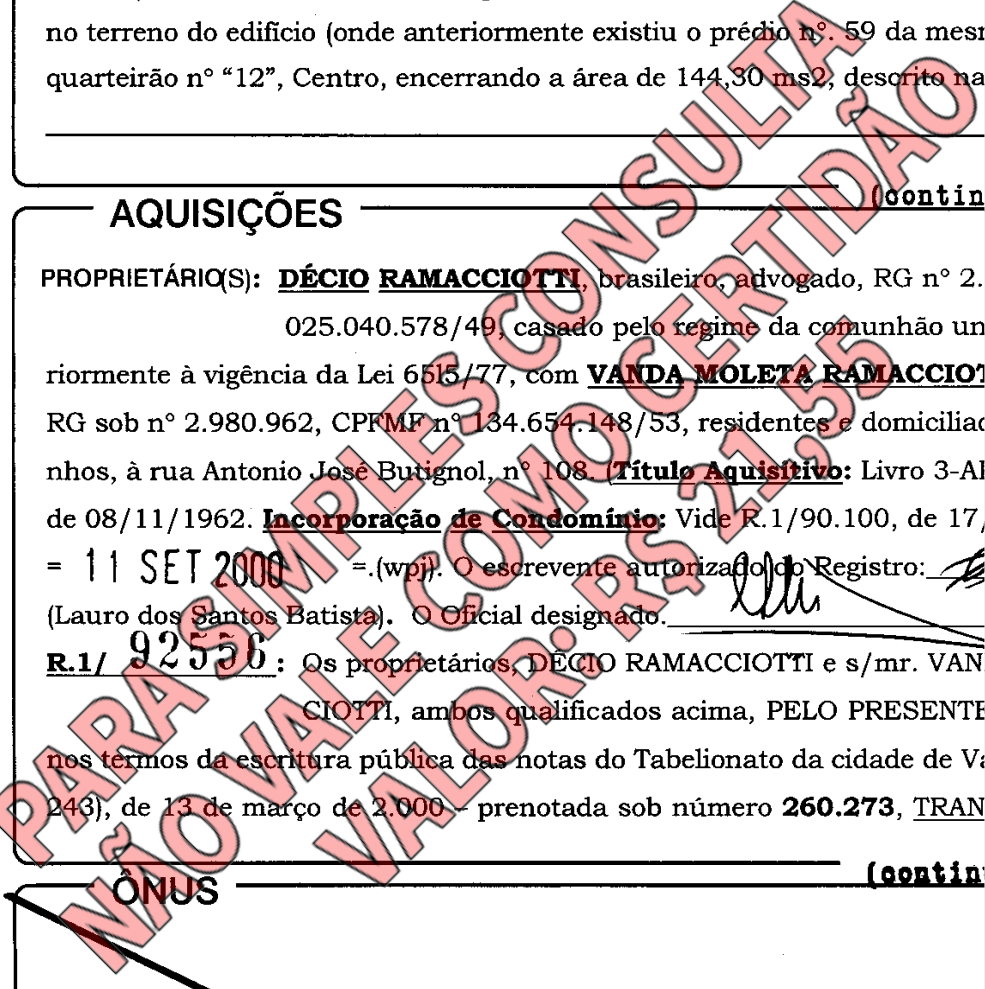 no terreno do edificio (onde anteriormente existiu o prédio nº. 59 da mesm
quarteirão nº “12”, Centro, encerrando a área de 144,30 ms2, descrito na
(contin
AQUISIÇÕES
PROPRIETÁRIO(S): DÉCIO RAMACCIOTTI, brasileiro, advogado, RG nº 2.
025.040.578/49, casado pelo regime da comunhão un
riormente à vigência da Lei 6515/77, com VANDA MOLETA RAMACCIOT
RG sob nº 2.980.962, CPFMF nº 134.654.148/53, residentes e domiciliad
nhos, à rua Antonio José Butignol, nº 108. (Título Aquisitivo: Livro 3-A
de 08/11/1962. Incorporação de Condomínio: Vide R.1/90.100, de 17/
= 11 SET 2000 =.(wpj). O escrevente autorizado do Registro:
(Lauro dos Santos Batista). O Oficial designado.
R.1/ 92556: Os proprietários, DÉCIO RAMACCIOTTI e s/mr. VAN
CIOTTI, ambos qualificados acima, PELO PRESENTE
nos termos da escritura pública das notas do Tabelionato da cidade de Va
243), de 13 de março de 2.000 – prenotada sob número 260.273, TRAN
(contin
ÔNUS
PARA SIMPLES CONSULTA
NÃO VALE COMO CERTIDÃO
VALOR: R$ 21,55